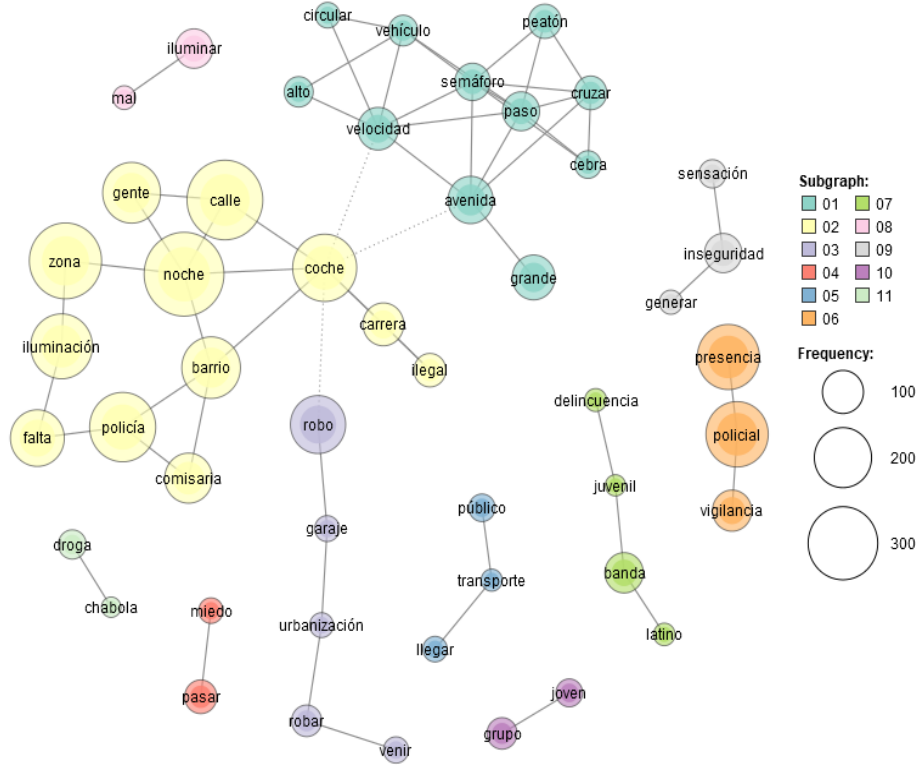 circular
vehículo
peatón
iluminar
mal
alto
semáforo
cruzar
paso
velocidad
cebra
sensación
gente
calle
avenida
Subgraph:
01 07
02 08
03 09
04 10
05 11
06
zona
noche
coche
grande
inseguridad
generar
carrera
iluminación
barrio
ilegal
presencia
Frequency:
100
200
300
falta
policía
robo
delincuencia
policial
comisaria
juvenil
público
vigilancia
garaje
droga
banda
transporte
chabola
miedo
urbanización
latino
llegar
pasar
joven
robar
grupo
venir